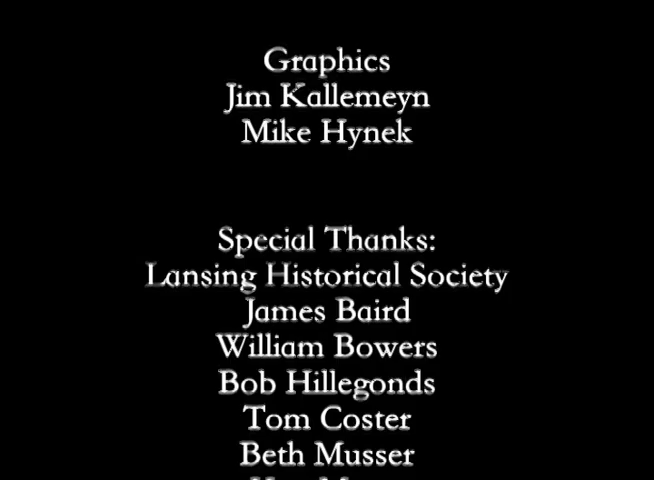 Graphics
Jim Kallemeyn
Mike Hynek
Special Thanks:
Lansing Historical Society
James Baird
William Bowers
Bob Hillegonds
Tom Coster
Beth Musser